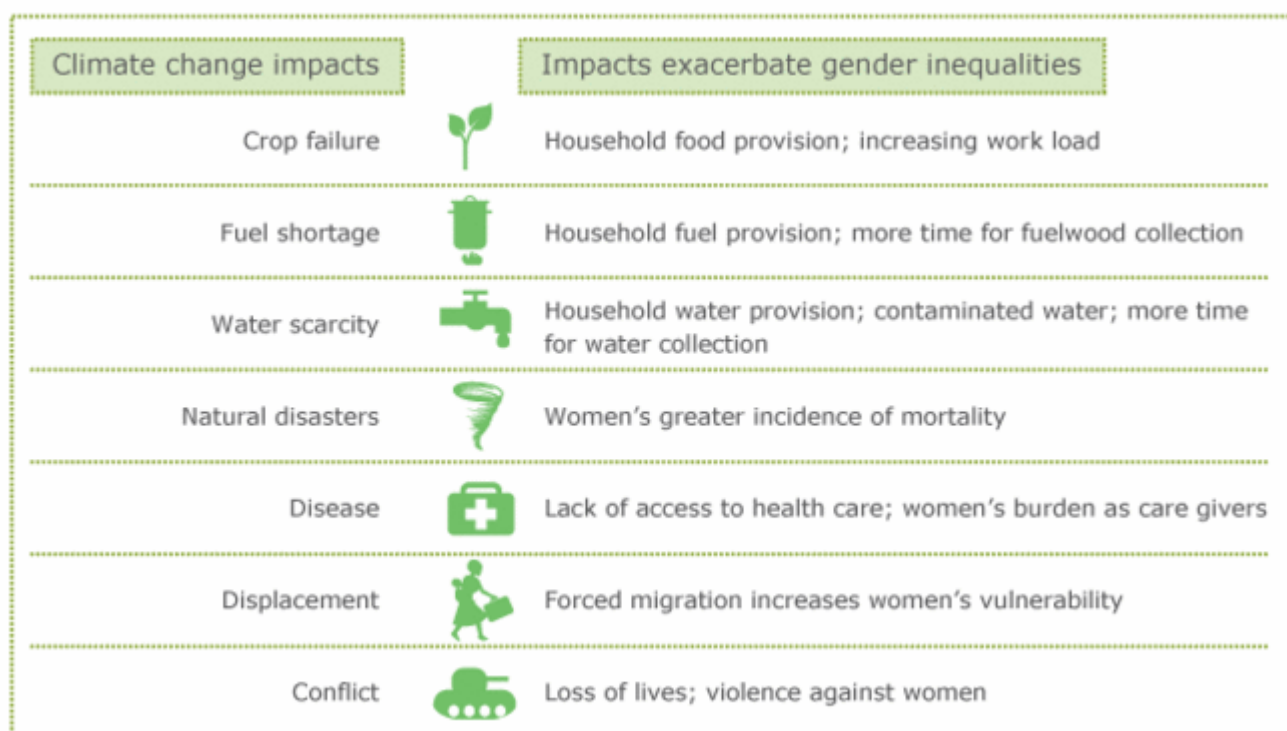 Climate change impacts
Impacts exacerbate gender inequalities
Crop failure
Household food provision; increasing work load
Fuel shortage
Household fuel provision; more time for fuelwood collection
Water scarcity
Household water provision; contaminated water; more time
for water collection
Natural disasters
Women’s greater incidence of mortality
Disease
Lack of access to health care; women’s burden as care givers
Displacement
Forced migration increases women’s vulnerability
Conflict
Loss of lives; violence against women